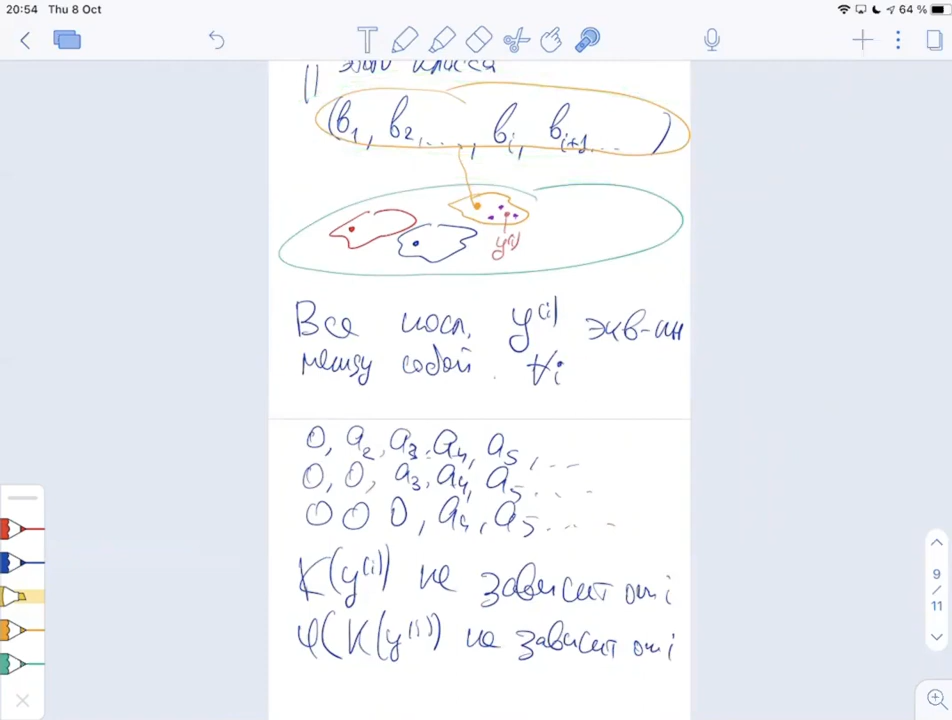 20:54 Thu 8 Oct 64 %
этого класса
(b₁, b₂, ..., bᵢ, bᵢ₊₁... )
y⁽ⁱ⁾
Все посл. y⁽ⁱ⁾ экв-ны
между собой. ∀i
0, a₂, a₃, a₄, a₅, ...
0, 0, a₃, a₄, a₅ ...
0 0 0, a₄, a₅ ...
K(y⁽ⁱ⁾) не зависит от i
φ(K(y⁽ⁱ⁾) не зависит от i
9
/
11